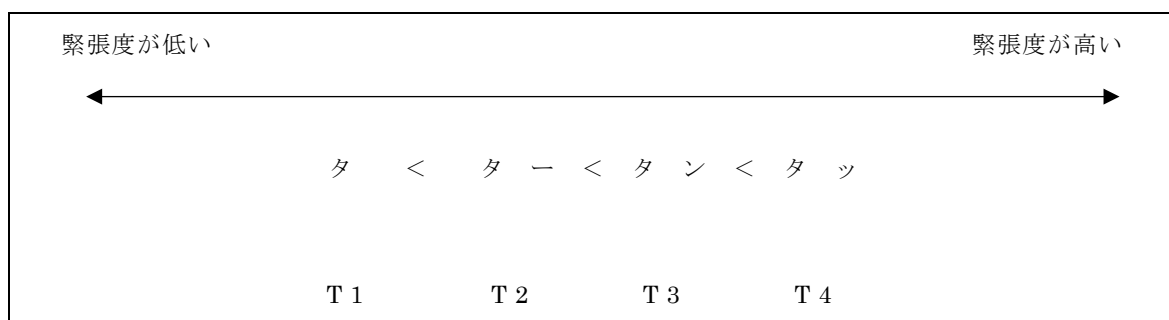 緊張度が低い 緊張度が高い
タ < ター < タン < タッ
T1 T2 T3 T4